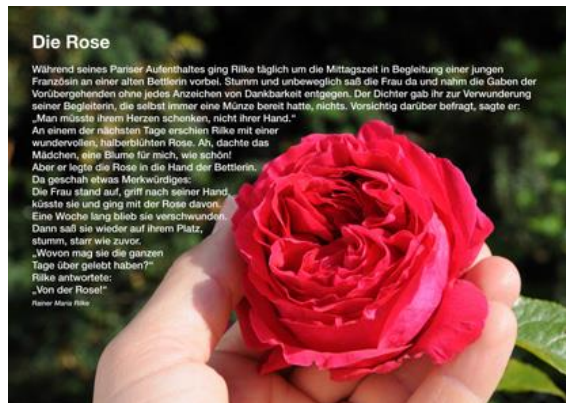 Die Rose
Während seines Pariser Aufenthaltes ging Rilke täglich um die Mittagszeit in Begleitung einer jungen
Französin an einer alten Bettlerin vorbei. Stumm und unbeweglich saß die Frau da und nahm die Gaben der
Vorübergehenden ohne jedes Anzeichen von Dankbarkeit entgegen. Der Dichter gab ihr zur Verwunderung
seiner Begleiterin, die selbst immer eine Münze bereit hatte, nichts. Vorsichtig darüber befragt, sagte er:
„Man müsste ihrem Herzen schenken, nicht ihrer Hand.“
An einem der nächsten Tage erschien Rilke mit einer
wundervollen, halberblühten Rose. Ah, dachte das
Mädchen, eine Blume für mich, wie schön!
Aber er legte die Rose in die Hand der Bettlerin.
Da geschah etwas Merkwürdiges:
Die Frau stand auf, griff nach seiner Hand,
küsste sie und ging mit der Rose davon.
Eine Woche lang blieb sie verschwunden.
Dann saß sie wieder auf ihrem Platz,
stumm, starr wie zuvor.
„Wovon mag sie die ganzen
Tage über gelebt haben?“
Rilke antwortete:
„Von der Rose!“
Rainer Maria Rilke